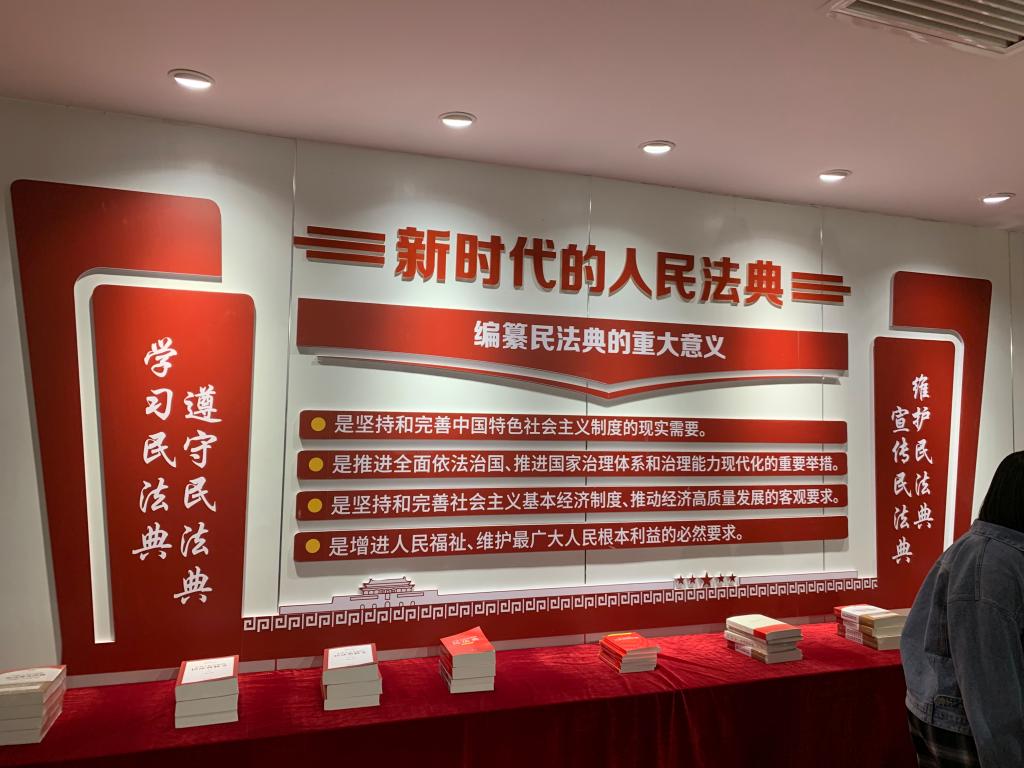 新时代的人民法典
编纂民法典的重大意义
是坚持和完善中国特色社会主义制度的现实需要。
是推进全面依法治国、推进国家治理体系和治理能力现代化的重要举措。
是坚持和完善社会主义基本经济制度、推动经济高质量发展的客观要求。
是增进人民福祉、维护最广大人民根本利益的必然要求。
学习民法典
遵守民法典
维护民法典
宣传民法典